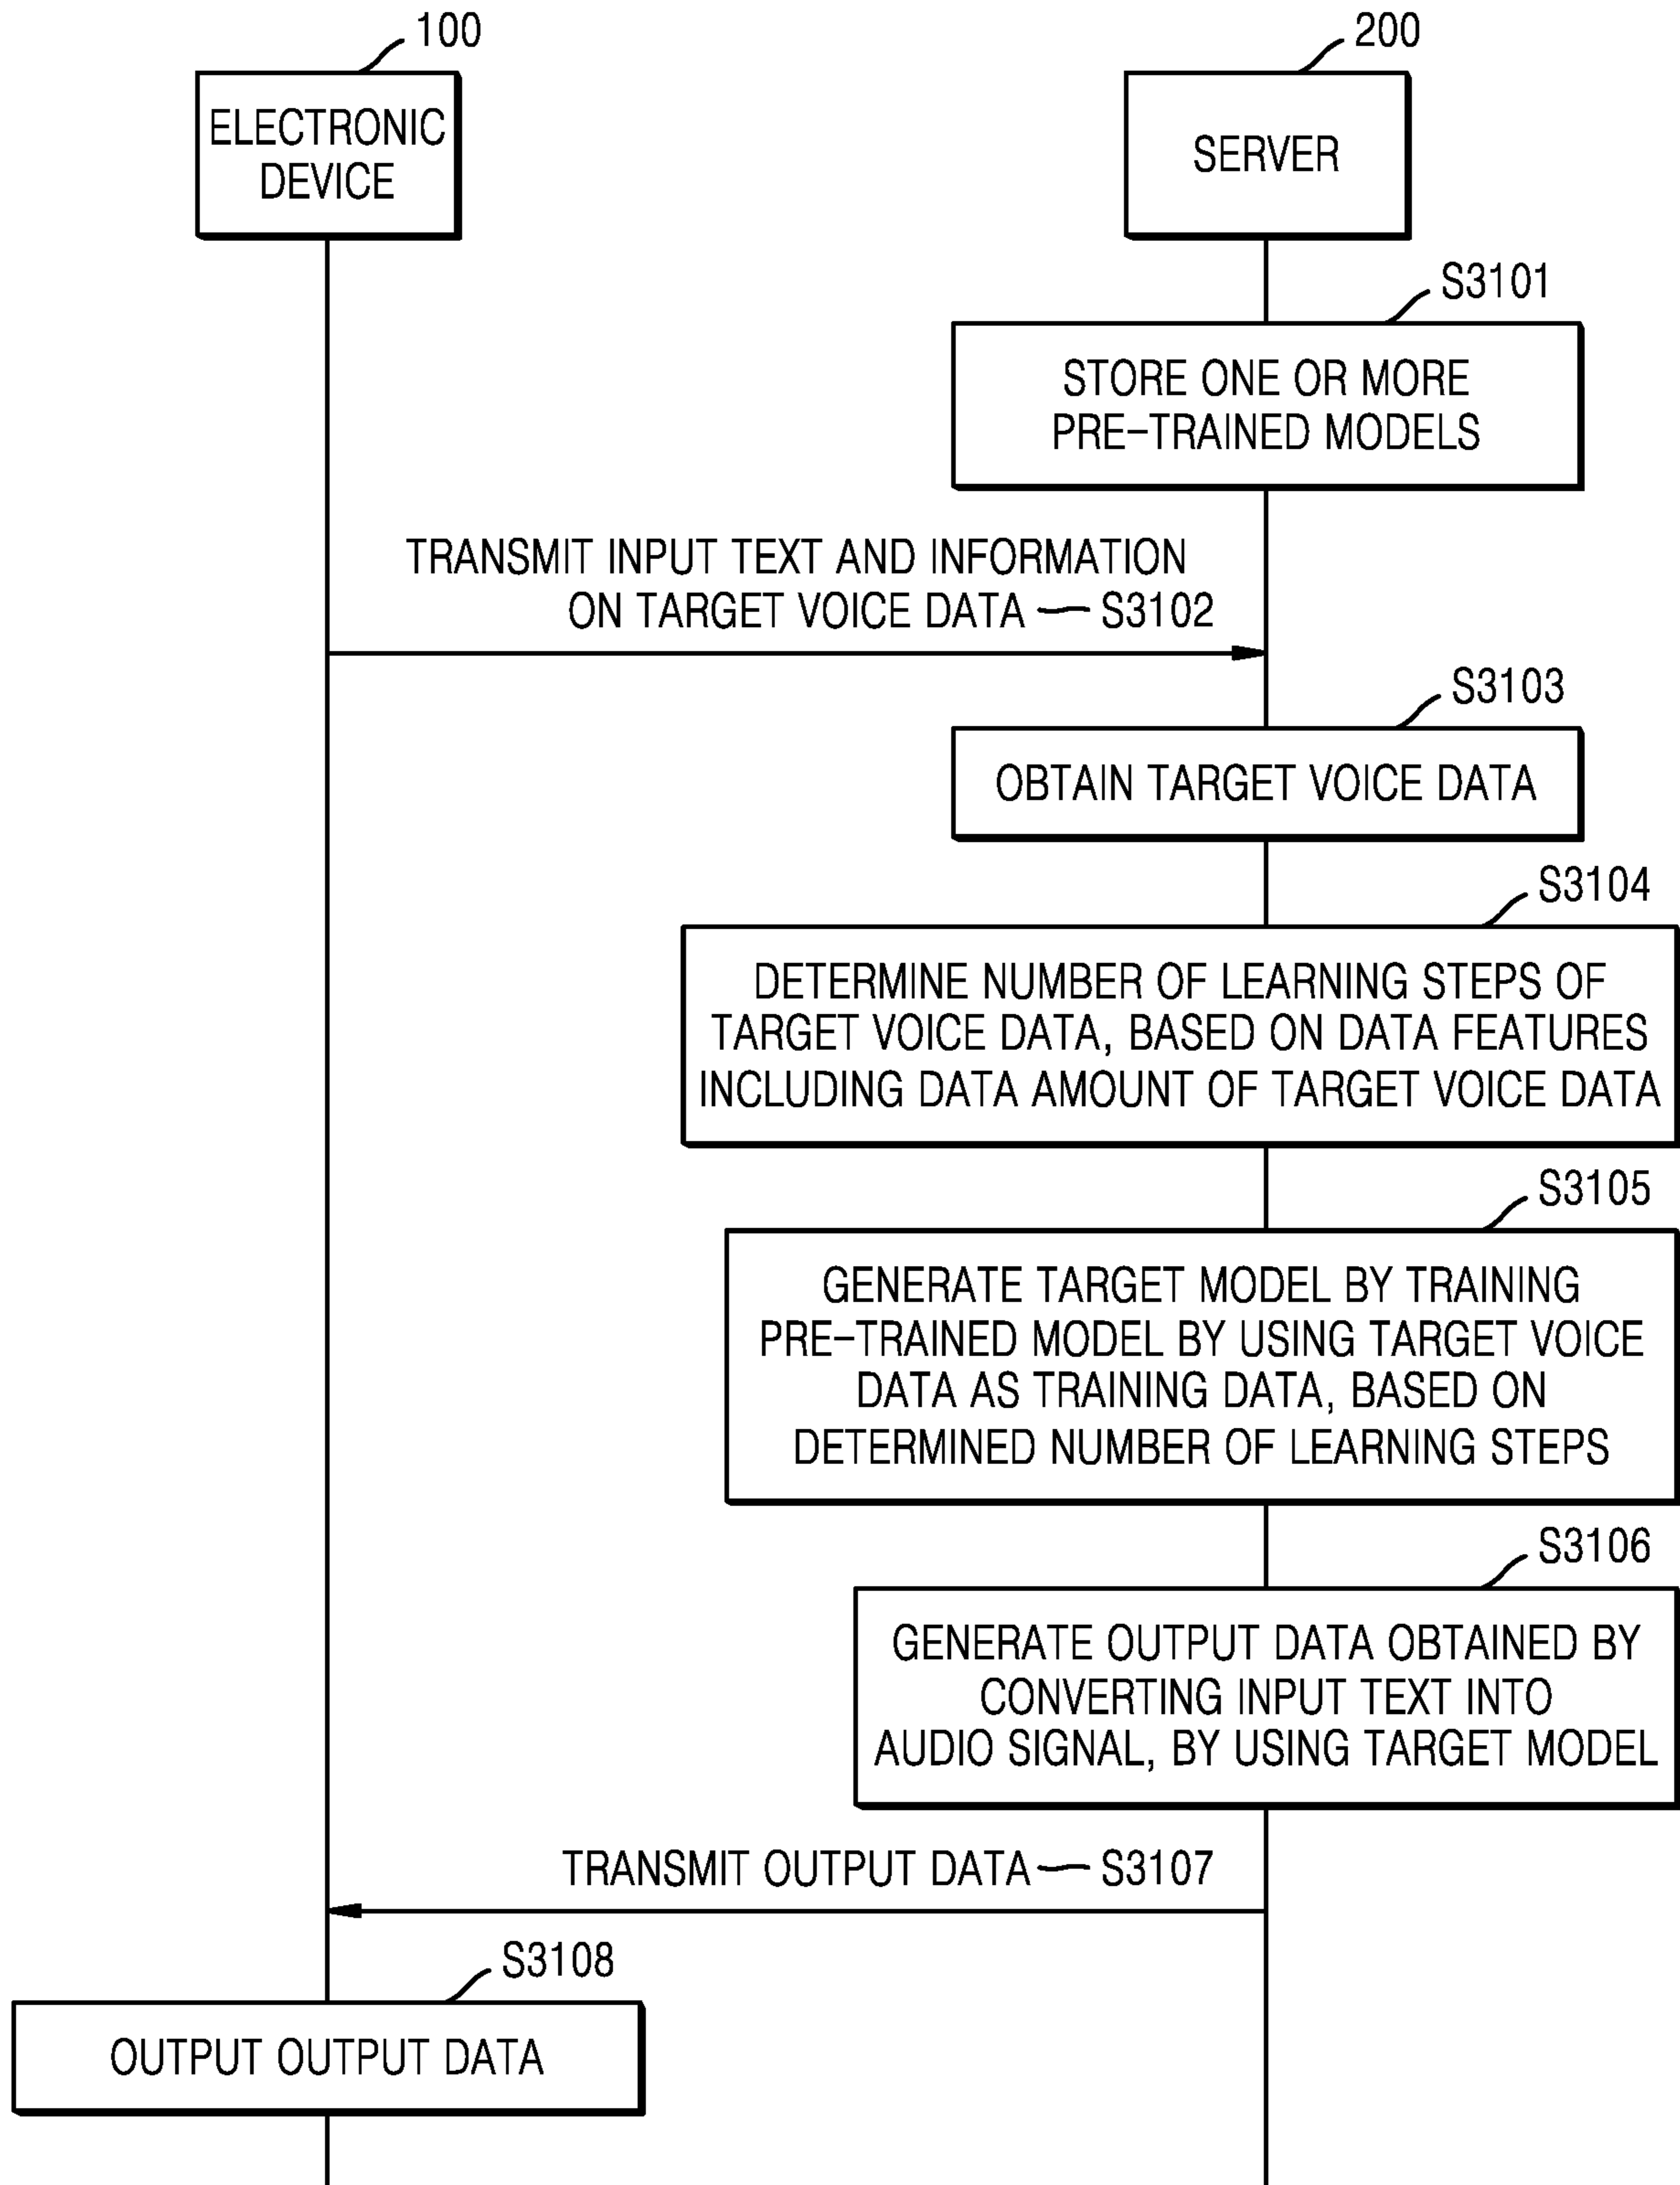 100
200
ELECTRONIC
DEVICE
SERVER
S3101
STORE ONE OR MORE
PRE-TRAINED MODELS
TRANSMIT INPUT TEXT AND INFORMATION
ON TARGET VOICE DATA S3102
S3103
OBTAIN TARGET VOICE DATA
S3104
DETERMINE NUMBER OF LEARNING STEPS OF
TARGET VOICE DATA, BASED ON DATA FEATURES
INCLUDING DATA AMOUNT OF TARGET VOICE DATA
S3105
GENERATE TARGET MODEL BY TRAINING
PRE-TRAINED MODEL BY USING TARGET VOICE
DATA AS TRAINING DATA, BASED ON
DETERMINED NUMBER OF LEARNING STEPS
S3106
GENERATE OUTPUT DATA OBTAINED BY
CONVERTING INPUT TEXT INTO
AUDIO SIGNAL, BY USING TARGET MODEL
TRANSMIT OUTPUT DATA S3107
S3108
OUTPUT OUTPUT DATA